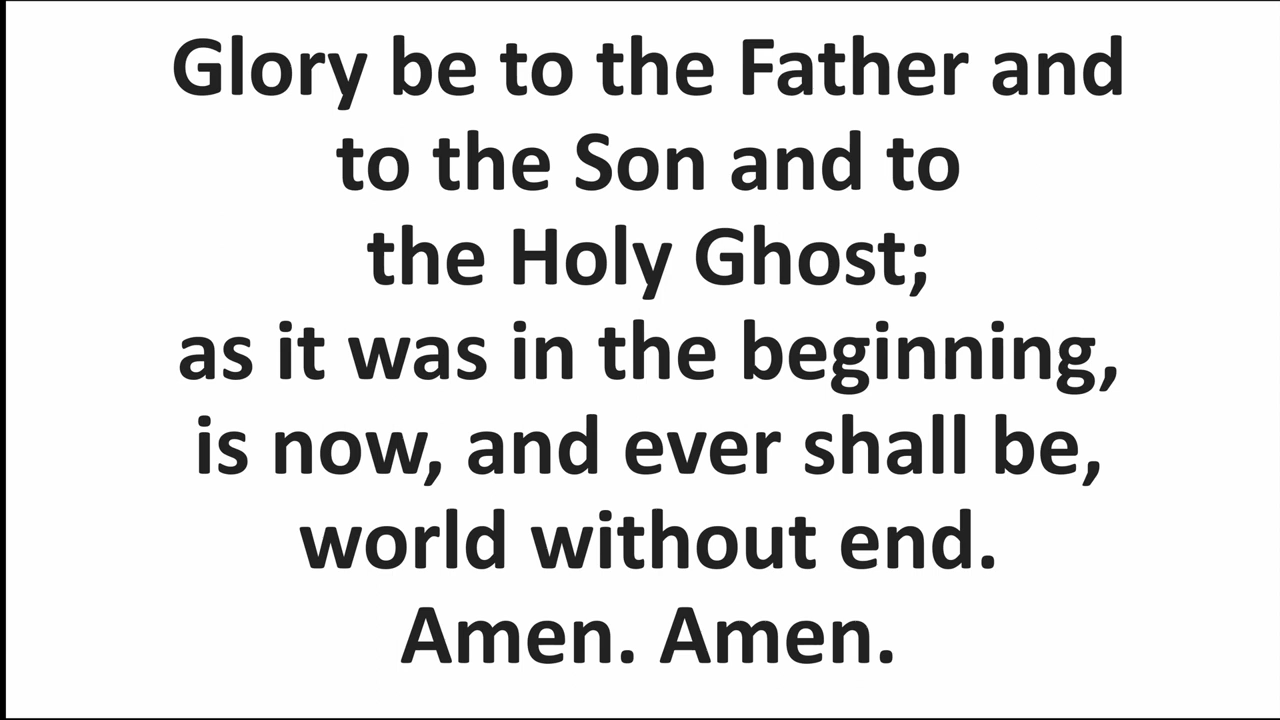 Glory be to the Father and
to the Son and to
the Holy Ghost;
as it was in the beginning,
is now, and ever shall be,
world without end.
Amen. Amen.